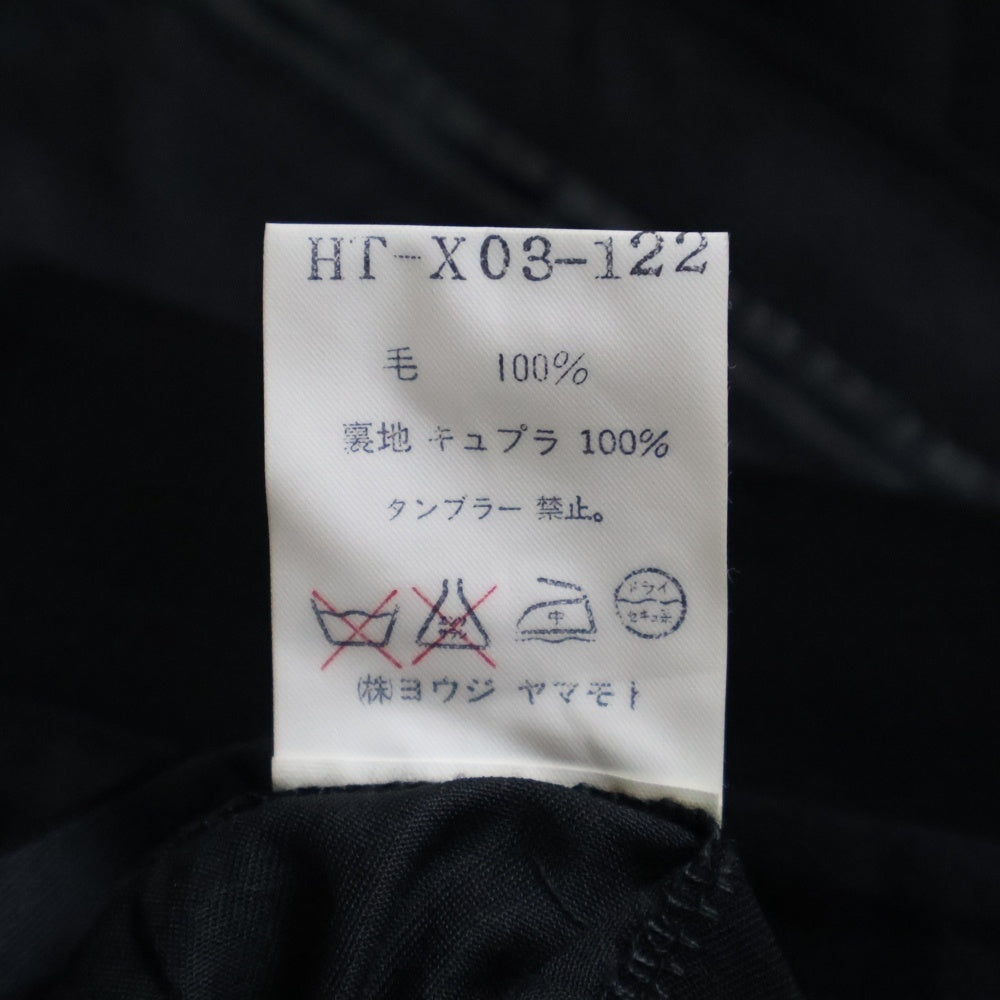 HT-X03-122
毛 100%
裏地 キュプラ 100%
タンブラー 禁止。
中
ドライ
セキユ系
(株)ヨウジ ヤマモト